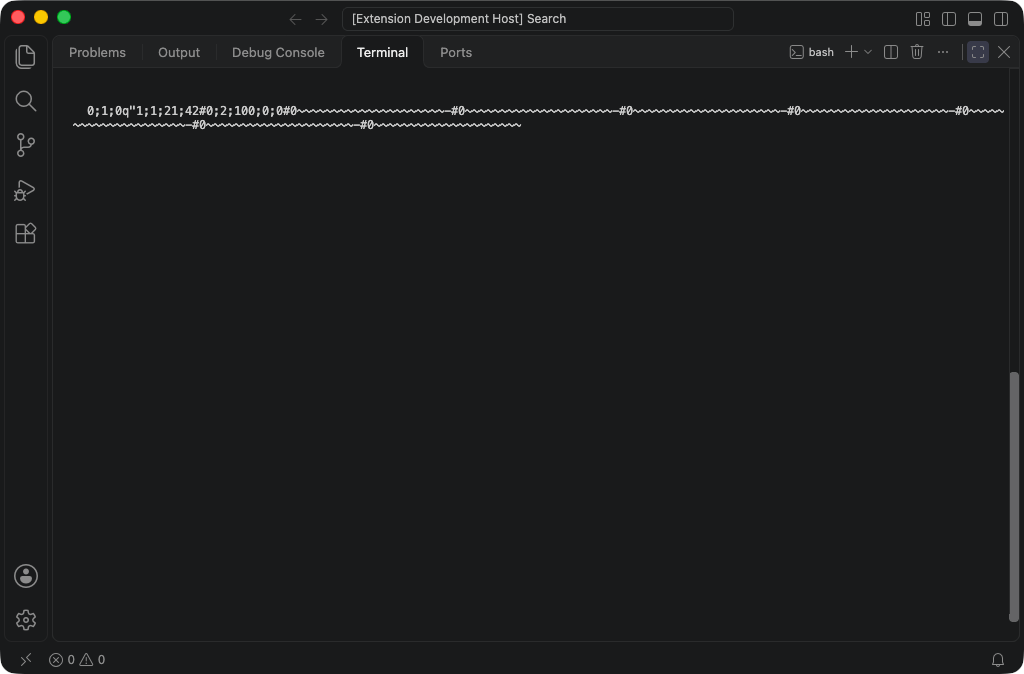 Problems
Output
Debug Console
Terminal
Ports
[Extension Development Host] Search
bash
0;1;0q"1;1;21;42#0;2;100;0;0#0~~~~~~~~~~~~~~~~~~~~~-#0~~~~~~~~~~~~~~~~~~~~~-#0~~~~~~~~~~~~~~~~~~~~~-#0~~~~~~~~~~~~~~~~~~~~~-#0~~~~~
~~~~~~~~~~~~~~~~-#0~~~~~~~~~~~~~~~~~~~~~-#0~~~~~~~~~~~~~~~~~~~~~
0
0